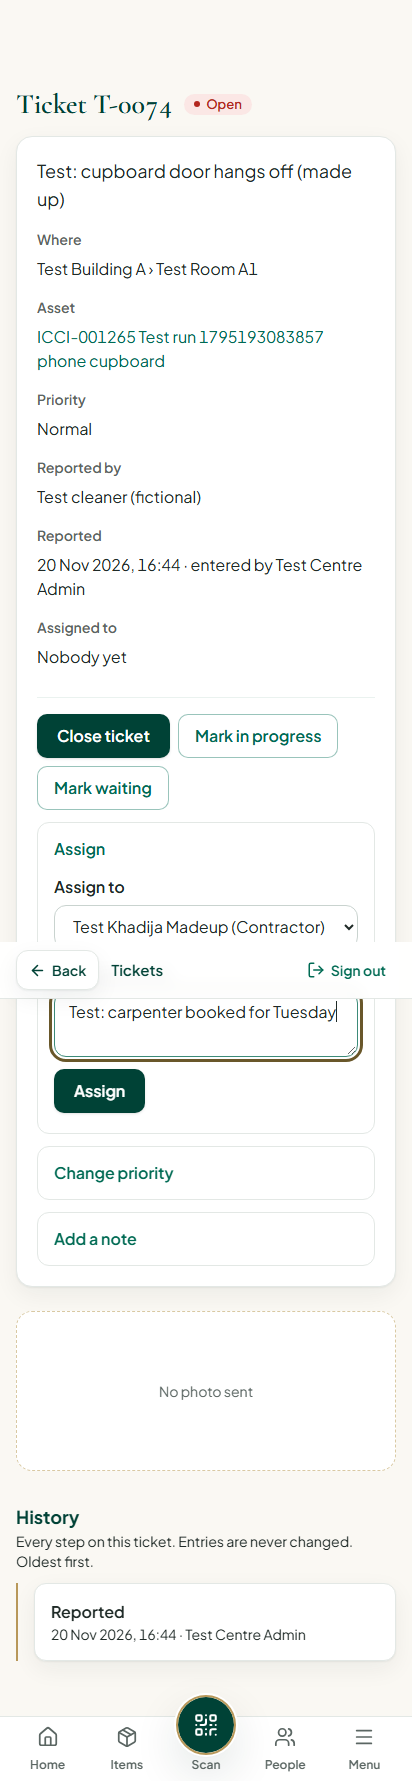 Ticket T-0074
Open
Test: cupboard door hangs off (made
up)
Where
Test Building A › Test Room A1
Asset
ICCI-001265 Test run 1795193083857
phone cupboard
Priority
Normal
Reported by
Test cleaner (fictional)
Reported
20 Nov 2026, 16:44 · entered by Test Centre
Admin
Assigned to
Nobody yet
Close ticket
Mark in progress
Mark waiting
Assign
Assign to
Test Khadija Madeup (Contractor)
Back
Tickets
Sign out
Test: carpenter booked for Tuesday
Assign
Change priority
Add a note
No photo sent
History
Every step on this ticket. Entries are never changed.
Oldest first.
Reported
20 Nov 2026, 16:44 · Test Centre Admin
Home
Items
Scan
People
Menu